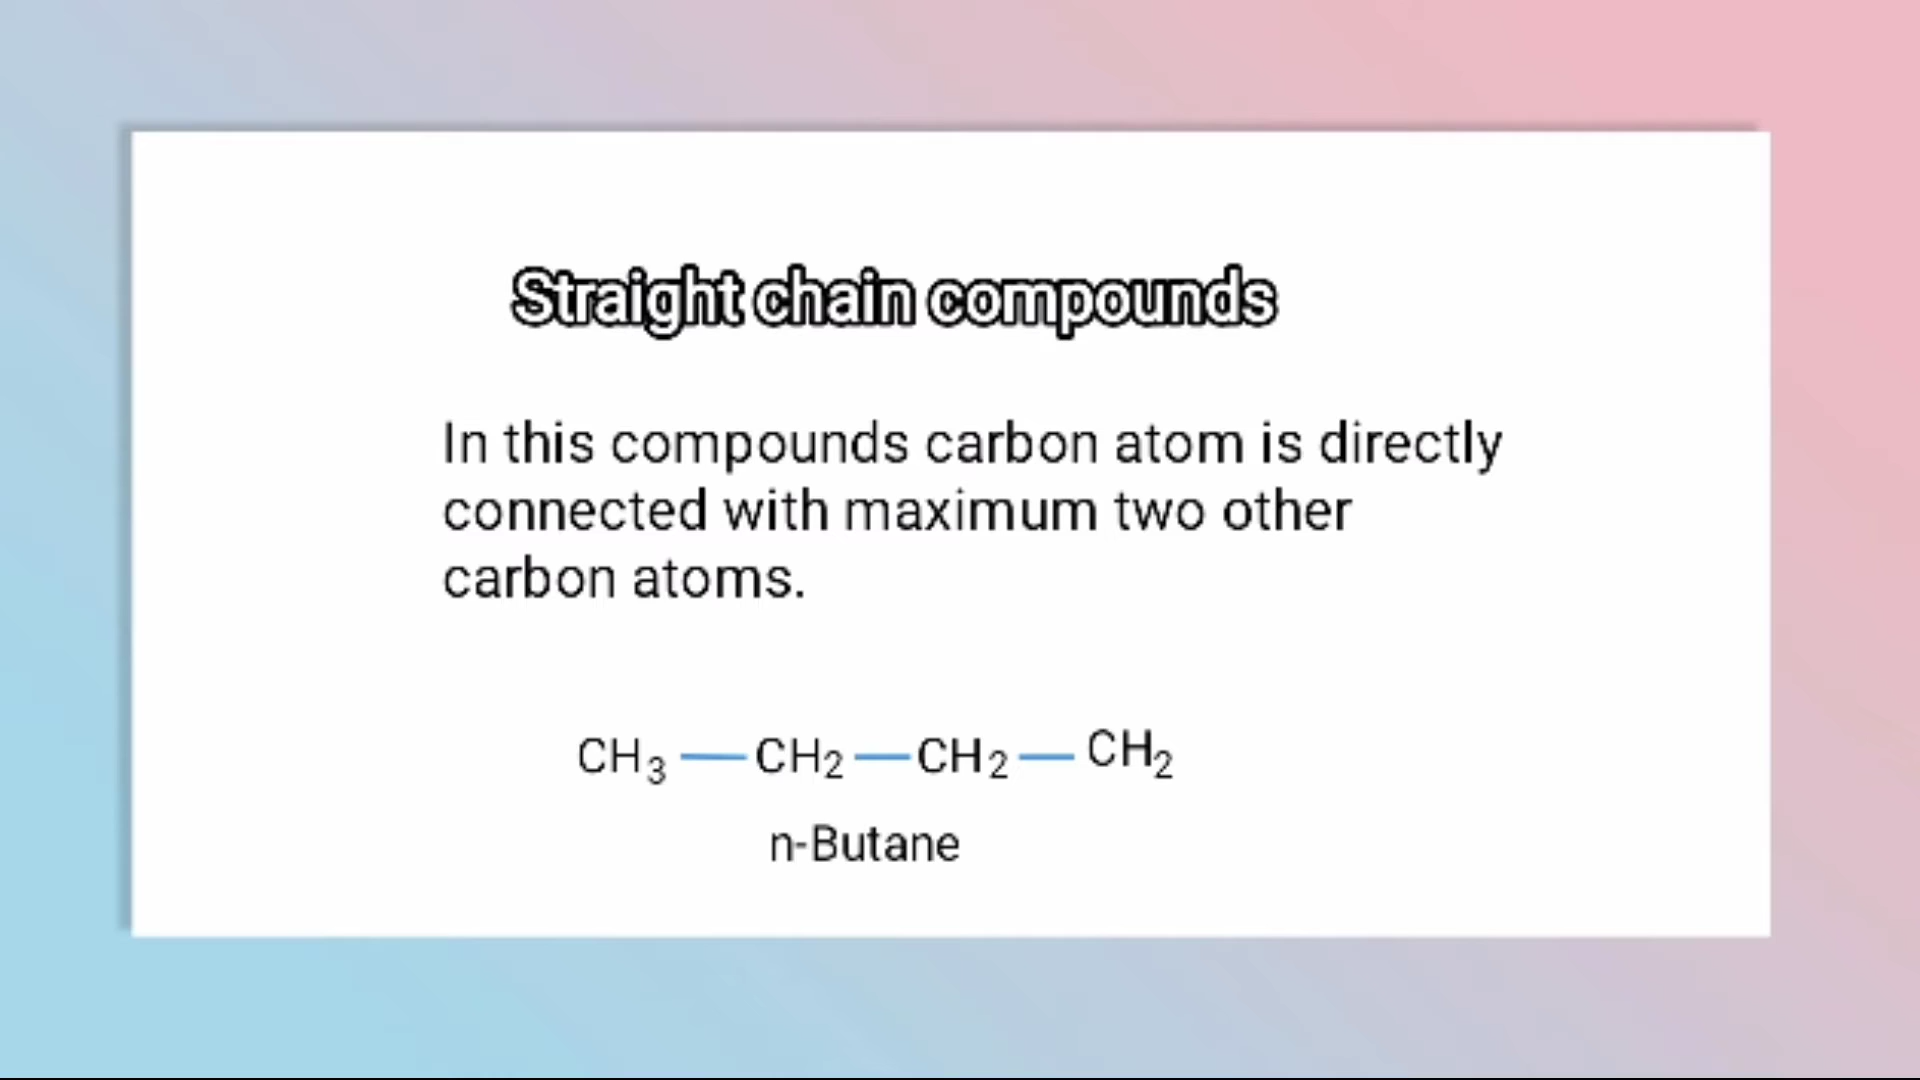 Straight chain compounds
In this compounds carbon atom is directly
connected with maximum two other
carbon atoms.
CH₃ — CH₂ — CH₂ — CH₂
n-Butane